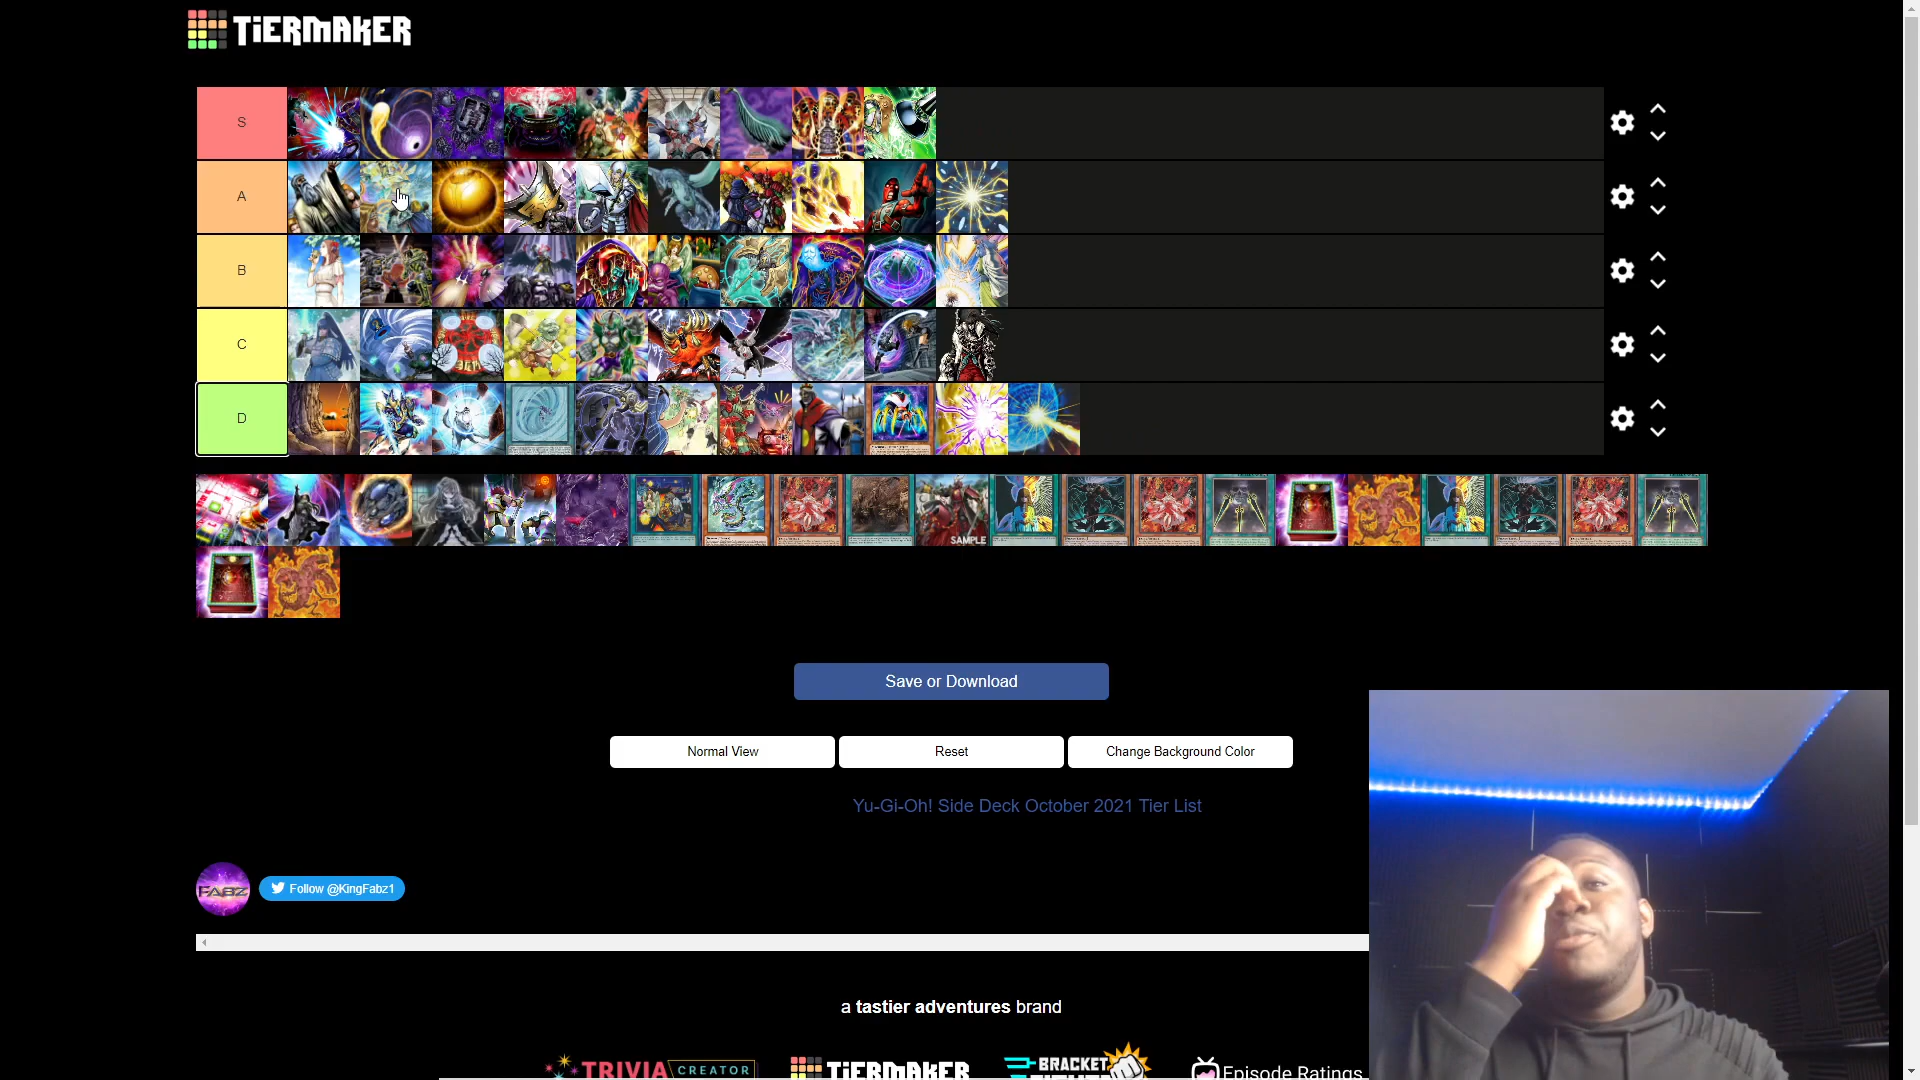 TiERMAKER
S
A
B
C
D
SAMPLE
Save or Download
Normal View
Reset
Change Background Color
Yu-Gi-Oh! Side Deck October 2021 Tier List
FABZ
Follow @KingFabz1
a tastier adventures brand
TRIVIA CREATOR
TiERMAKER
BRACKET
Episode Ratings